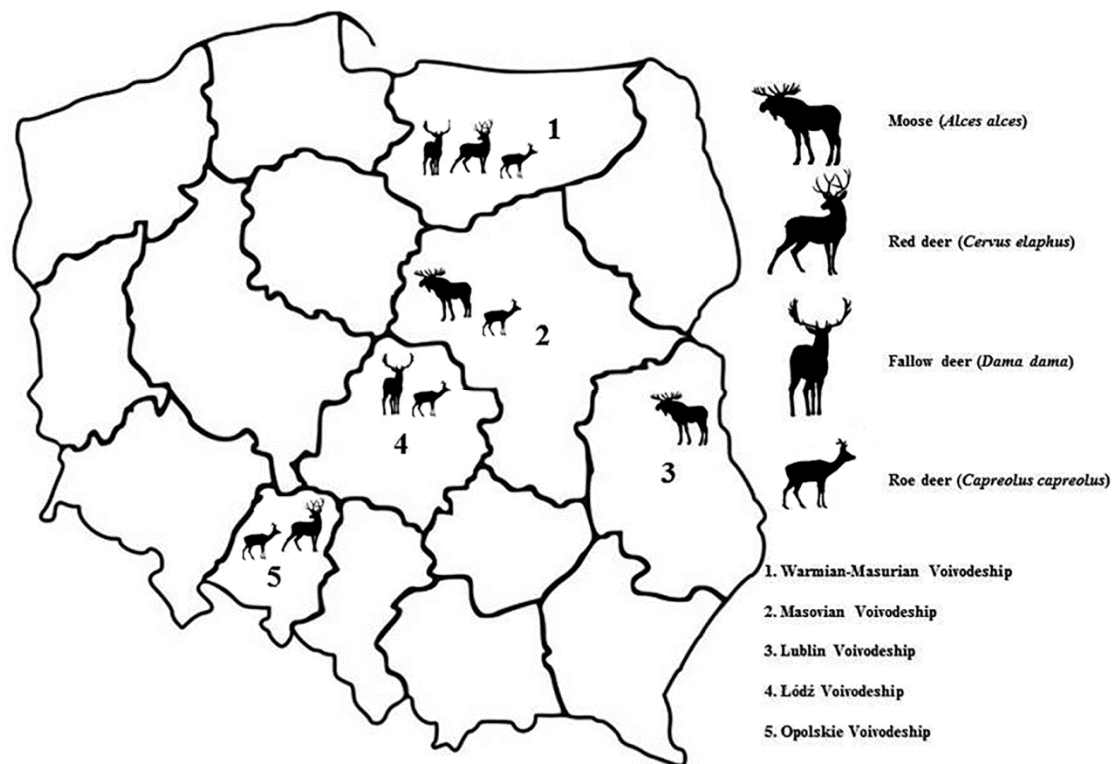 1
2
3
4
5
Moose (Alces alces)
Red deer (Cervus elaphus)
Fallow deer (Dama dama)
Roe deer (Capreolus capreolus)
1. Warmian-Masurian Voivodeship
2. Masovian Voivodeship
3. Lublin Voivodeship
4. Łódź Voivodeship
5. Opolskie Voivodeship